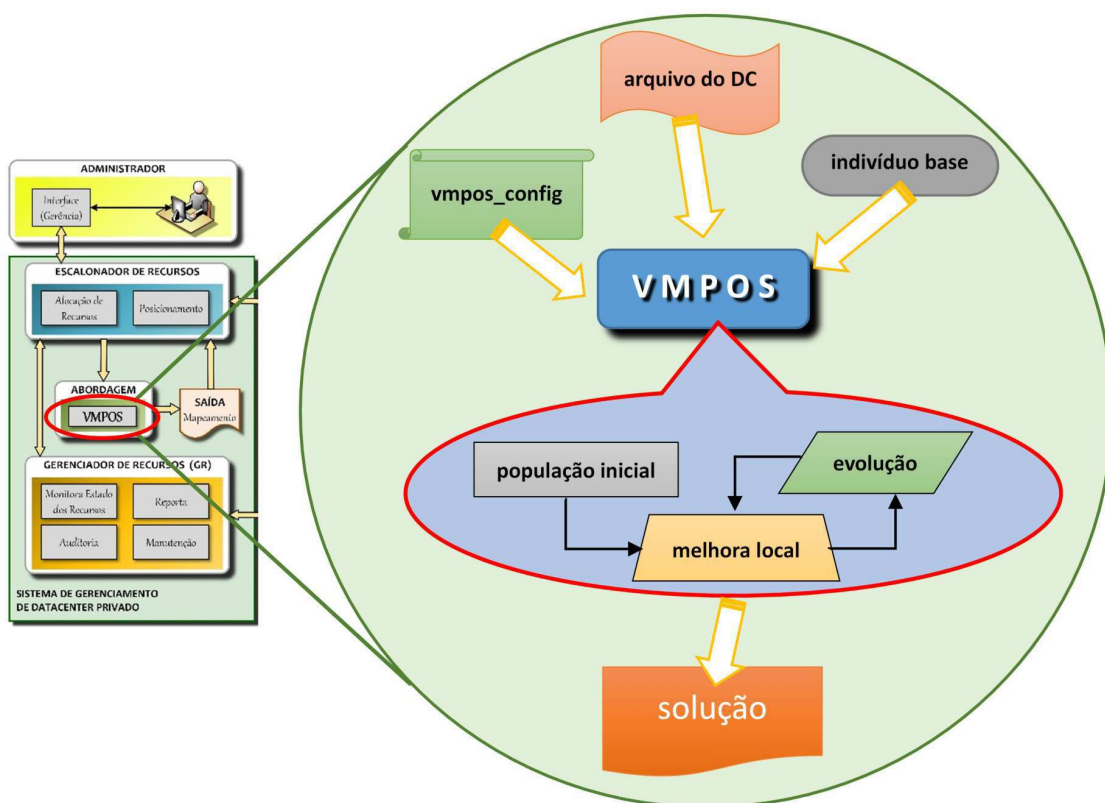 ADMINISTRADOR
Interface
(Gerência)
ESCALONADOR DE RECURSOS
Alocação de
Recursos
Posicionamento
ABORDAGEM
VMPOS
SAÍDA
Mapeamento
GERENCIADOR DE RECURSOS (GR)
Monitora Estado
dos Recursos
Reporta
Auditoria
Manutenção
SISTEMA DE GERENCIAMENTO
DE DATACENTER PRIVADO
arquivo do DC
vmpos_config
indivíduo base
VMPOS
população inicial
evolução
melhora local
solução